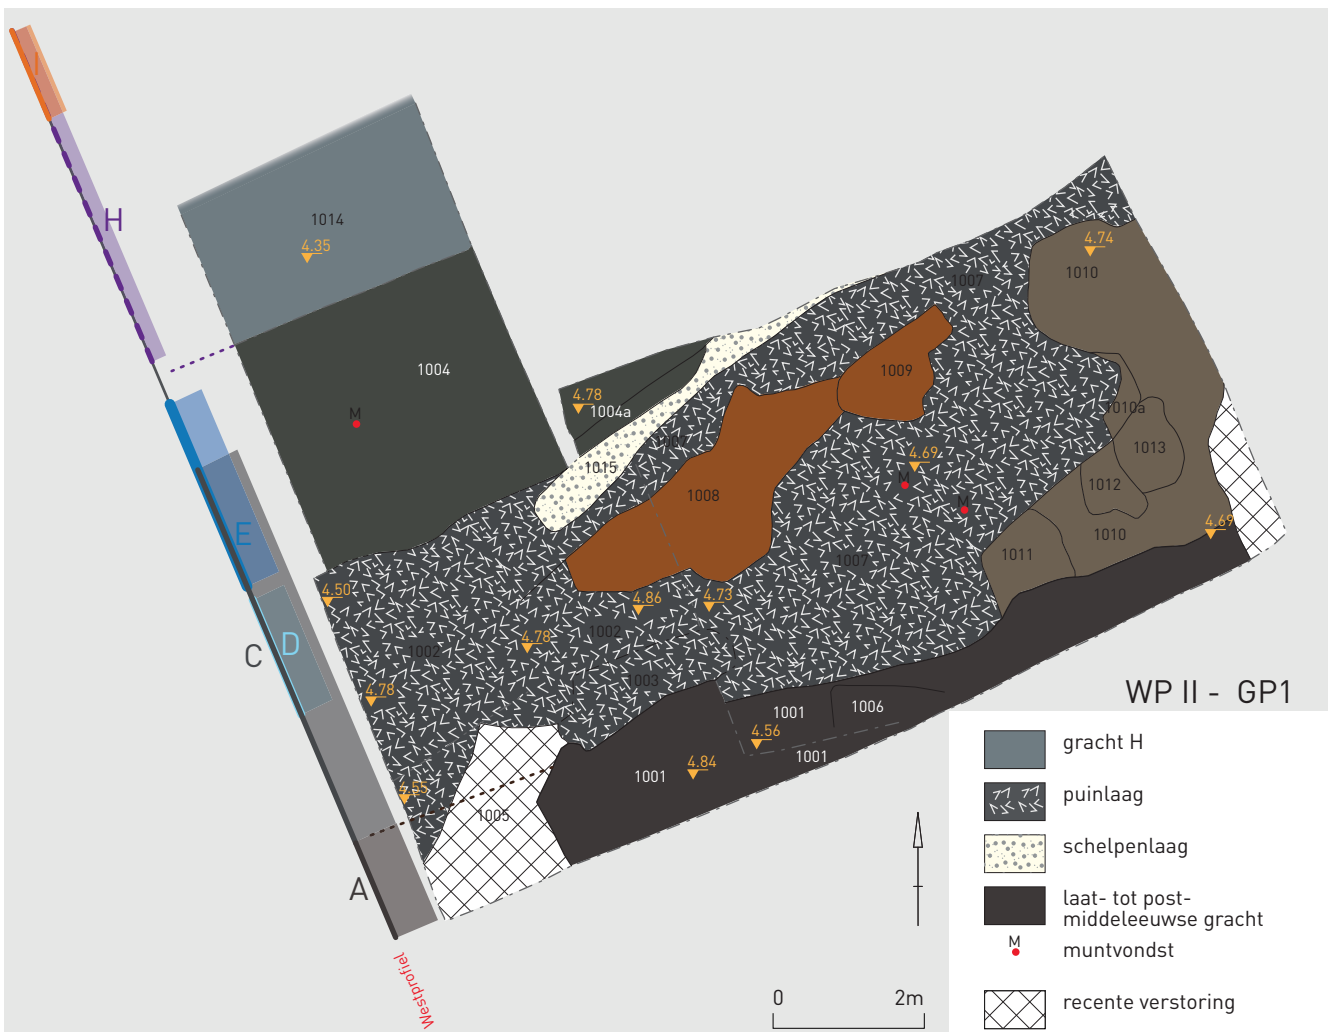 I
H
1014
4.35
1004
M
4.78
1004a
1015
1007
1009
1007
4.74
1010
1010a
1013
1012
1010
4.69
1011
4.69
M
M
1008
1007
E
D
C
A
4.50
1002
4.78
4.78
1002
4.86
4.73
1003
4.55
1005
1001
4.84
4.56
1001
1006
1001
Westprofiel
WP II - GP1
gracht H
puinlaag
schelpenlaag
laat- tot post-
middeleeuwse gracht
M
muntvondst
recente verstoring
0
2m